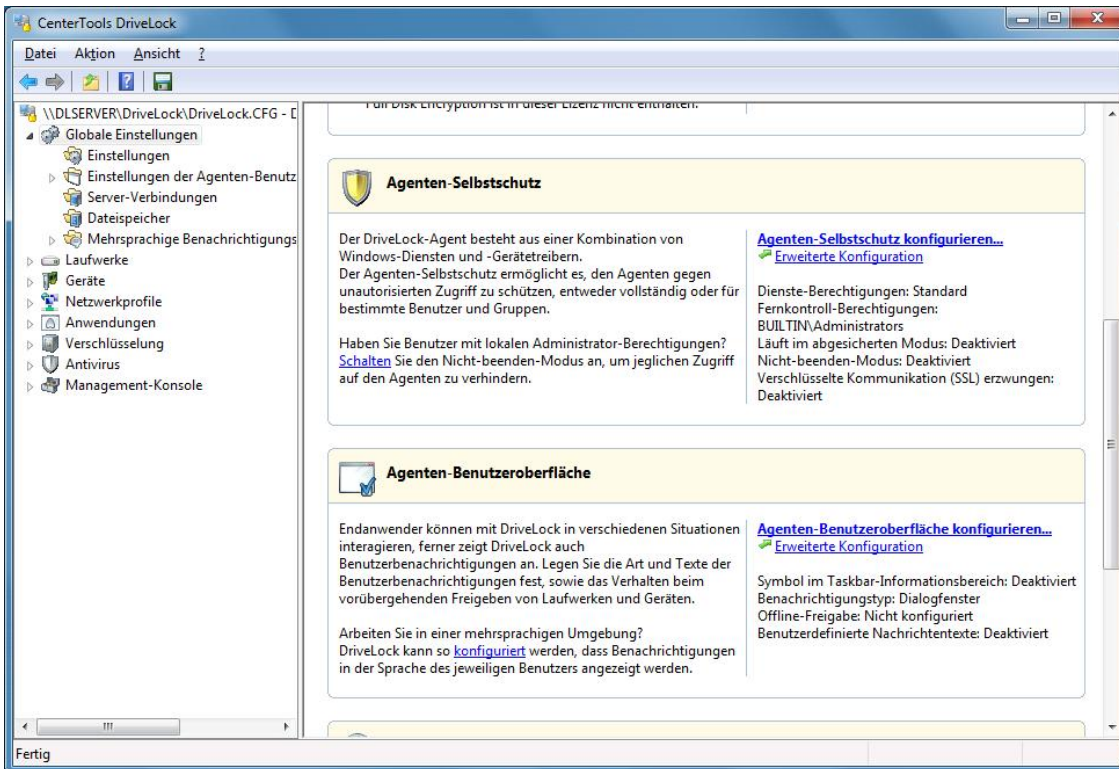 CenterTools DriveLock
Datei Aktion Ansicht ?
\\DLSERVER\DriveLock\DriveLock.CFG - D
Globale Einstellungen
Einstellungen
Einstellungen der Agenten-Benutz
Server-Verbindungen
Dateispeicher
Mehrsprachige Benachrichtigungs
Laufwerke
Geräte
Netzwerkprofile
Anwendungen
Verschlüsselung
Antivirus
Management-Konsole
Full Disk Encryption ist in dieser Lizenz nicht enthalten.
Agenten-Selbstschutz
Der DriveLock-Agent besteht aus einer Kombination von
Windows-Diensten und -Gerätetreibern.
Der Agenten-Selbstschutz ermöglicht es, den Agenten gegen
unautorisierten Zugriff zu schützen, entweder vollständig oder für
bestimmte Benutzer und Gruppen.
Haben Sie Benutzer mit lokalen Administrator-Berechtigungen?
Schalten Sie den Nicht-beenden-Modus an, um jeglichen Zugriff
auf den Agenten zu verhindern.
Agenten-Selbstschutz konfigurieren...
Erweiterte Konfiguration
Dienste-Berechtigungen: Standard
Fernkontroll-Berechtigungen:
BUILTIN\Administrators
Läuft im abgesicherten Modus: Deaktiviert
Nicht-beenden-Modus: Deaktiviert
Verschlüsselte Kommunikation (SSL) erzwungen:
Deaktiviert
Agenten-Benutzeroberfläche
Endanwender können mit DriveLock in verschiedenen Situationen
interagieren, ferner zeigt DriveLock auch
Benutzerbenachrichtigungen an. Legen Sie die Art und Texte der
Benutzerbenachrichtigungen fest, sowie das Verhalten beim
vorübergehenden Freigeben von Laufwerken und Geräten.
Arbeiten Sie in einer mehrsprachigen Umgebung?
DriveLock kann so konfiguriert werden, dass Benachrichtigungen
in der Sprache des jeweiligen Benutzers angezeigt werden.
Agenten-Benutzeroberfläche konfigurieren...
Erweiterte Konfiguration
Symbol im Taskbar-Informationsbereich: Deaktiviert
Benachrichtigungstyp: Dialogfenster
Offline-Freigabe: Nicht konfiguriert
Benutzerdefinierte Nachrichtentexte: Deaktiviert
Fertig